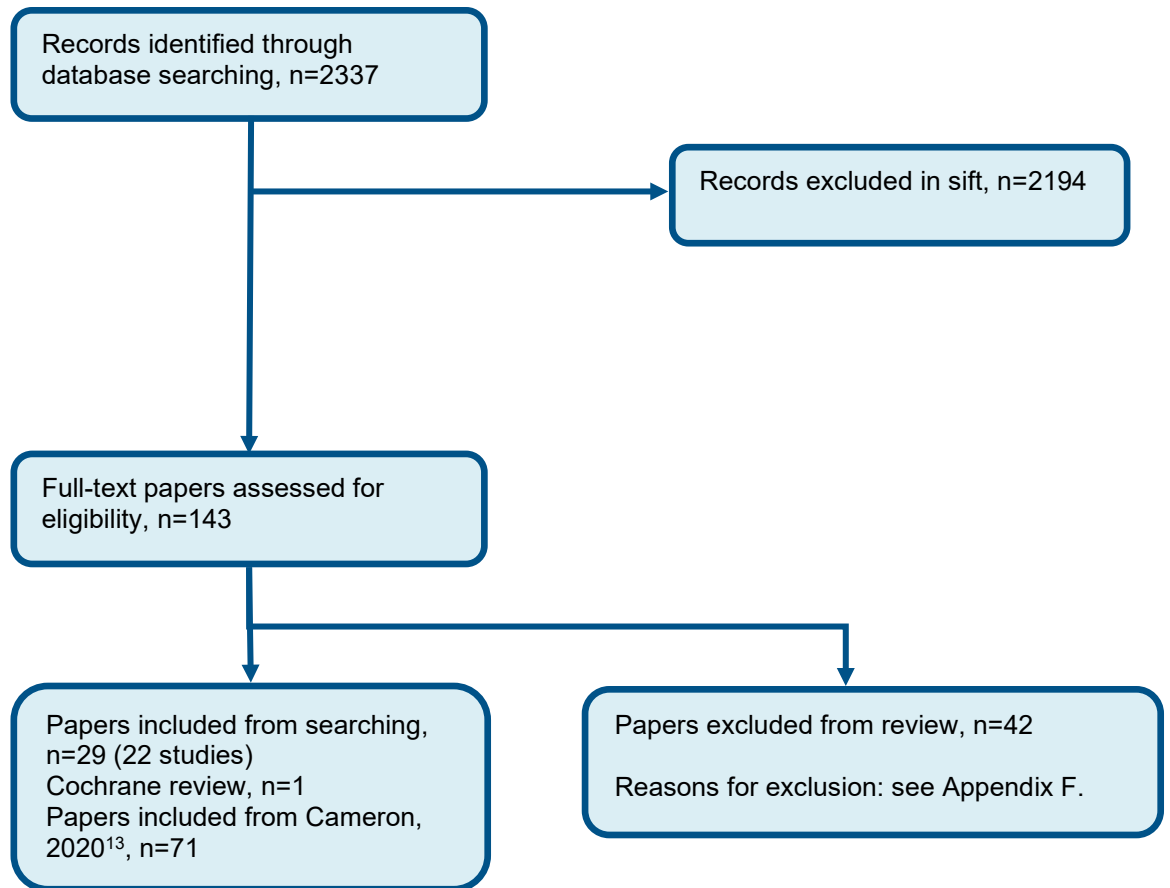 Records identified through
database searching, n=2337
Records excluded in sift, n=2194
Full-text papers assessed for
eligibility, n=143
Papers included from searching,
n=29 (22 studies)
Cochrane review, n=1
Papers included from Cameron,
2020¹³, n=71
Papers excluded from review, n=42
Reasons for exclusion: see Appendix F.